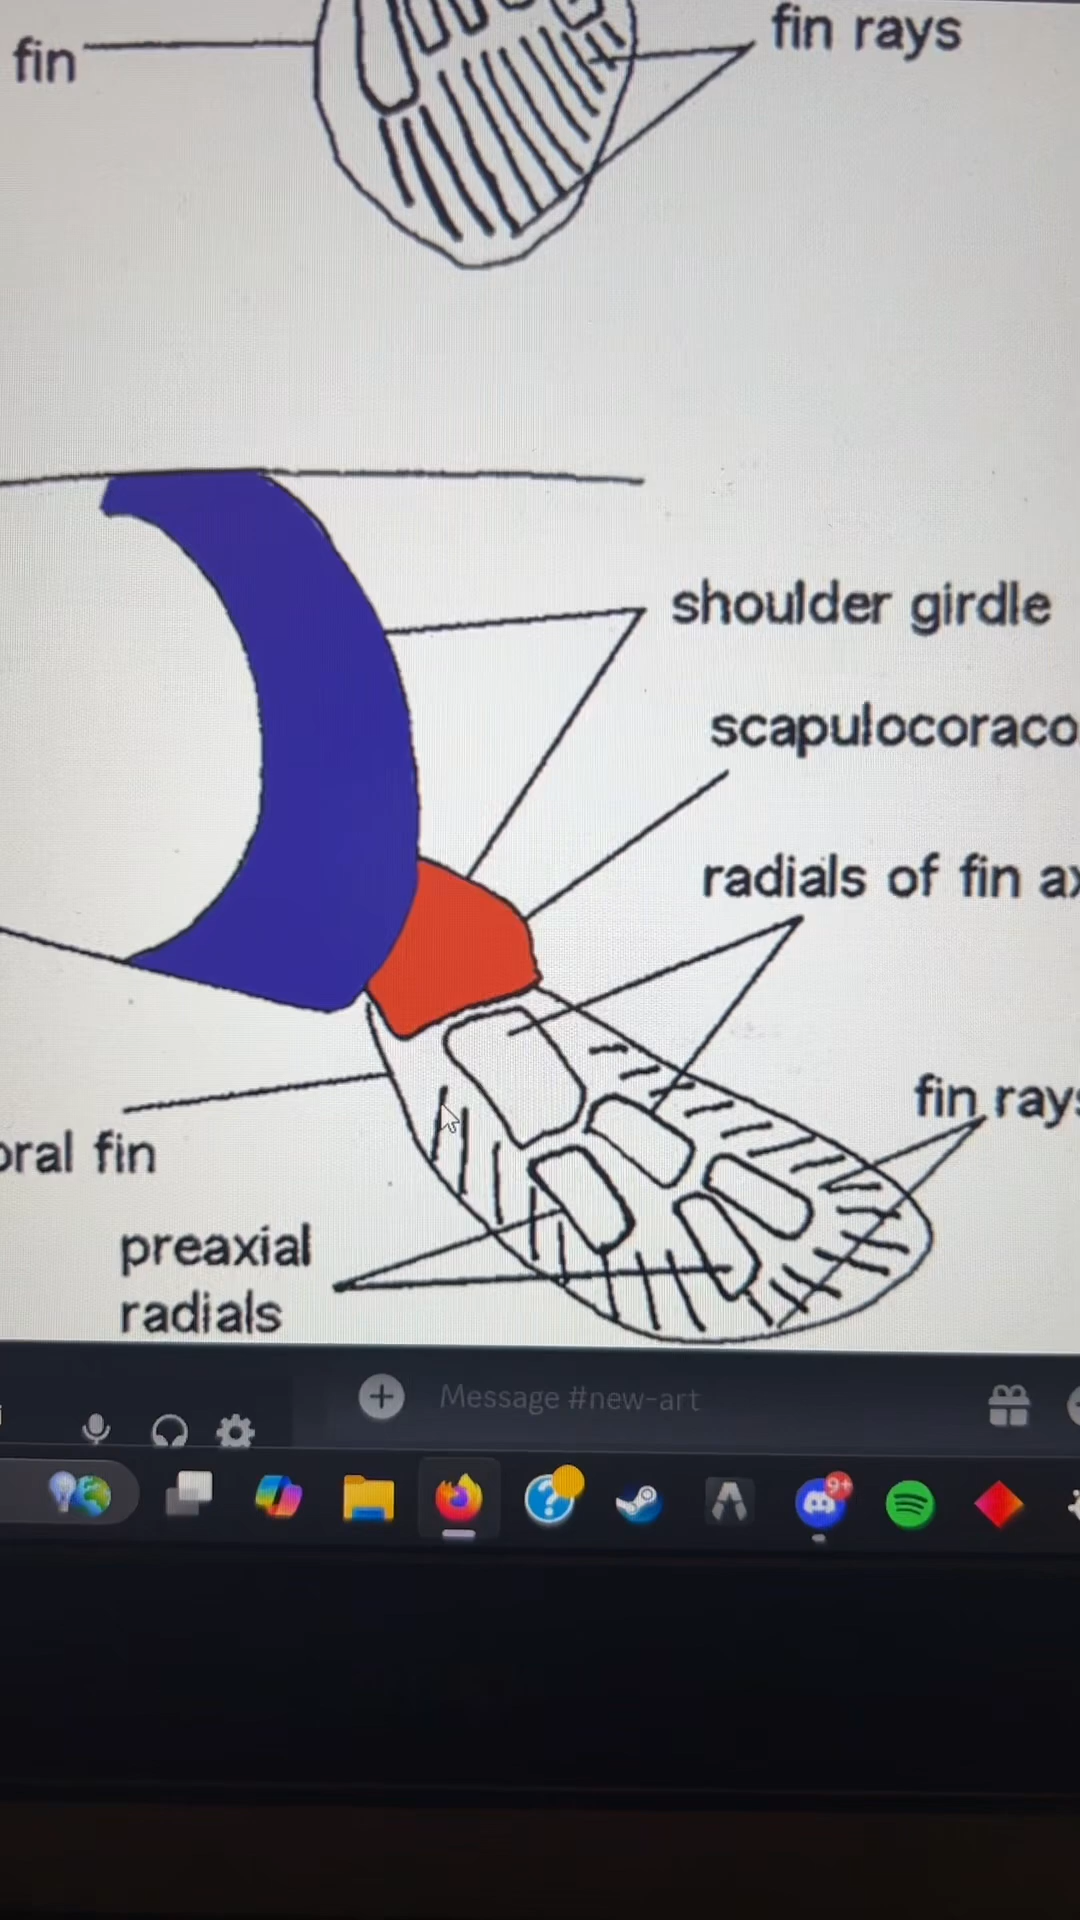 fin
fin rays
shoulder girdle
scapulocoraco
radials of fin ax
fin rays
oral fin
preaxial
radials
Message #new-art
9+